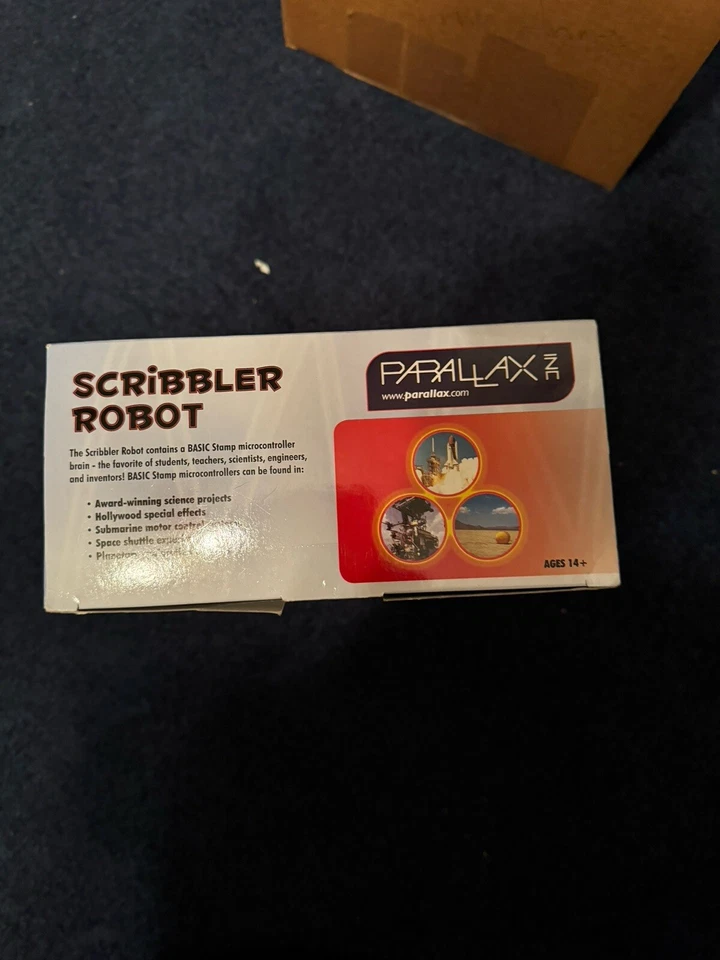 SCRiBBLER
ROBOT
PARALLAX INC
www.parallax.com
The Scribbler Robot contains a BASIC Stamp microcontroller
brain - the favorite of students, teachers, scientists, engineers,
and inventors! BASIC Stamp microcontrollers can be found in:
• Award-winning science projects
• Hollywood special effects
• Submarine motor control
• Space shuttle
AGES 14+